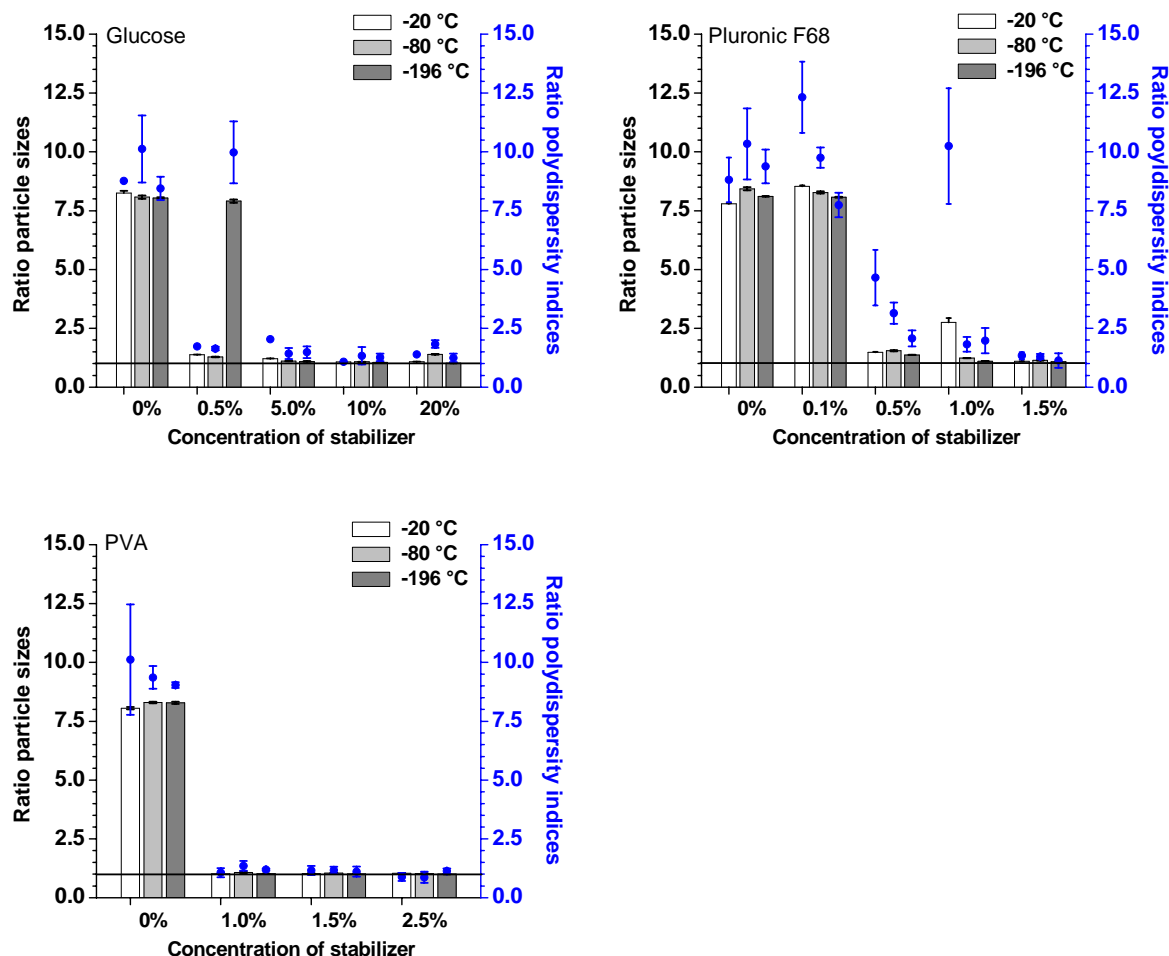 Glucose
-20 °C
-80 °C
-196 °C
15.0
12.5
10.0
7.5
5.0
2.5
0.0
Ratio particle sizes
15.0
12.5
10.0
7.5
5.0
2.5
0.0
Ratio polydispersity indices
0%
0.5%
5.0%
10%
20%
Concentration of stabilizer
Pluronic F68
-20 °C
-80 °C
-196 °C
15.0
12.5
10.0
7.5
5.0
2.5
0.0
Ratio particle sizes
15.0
12.5
10.0
7.5
5.0
2.5
0.0
Ratio poyldispersity indices
0%
0.1%
0.5%
1.0%
1.5%
Concentration of stabilizer
PVA
-20 °C
-80 °C
-196 °C
15.0
12.5
10.0
7.5
5.0
2.5
0.0
Ratio particle sizes
15.0
12.5
10.0
7.5
5.0
2.5
0.0
Ratio polydispersity indices
0%
1.0%
1.5%
2.5%
Concentration of stabilizer